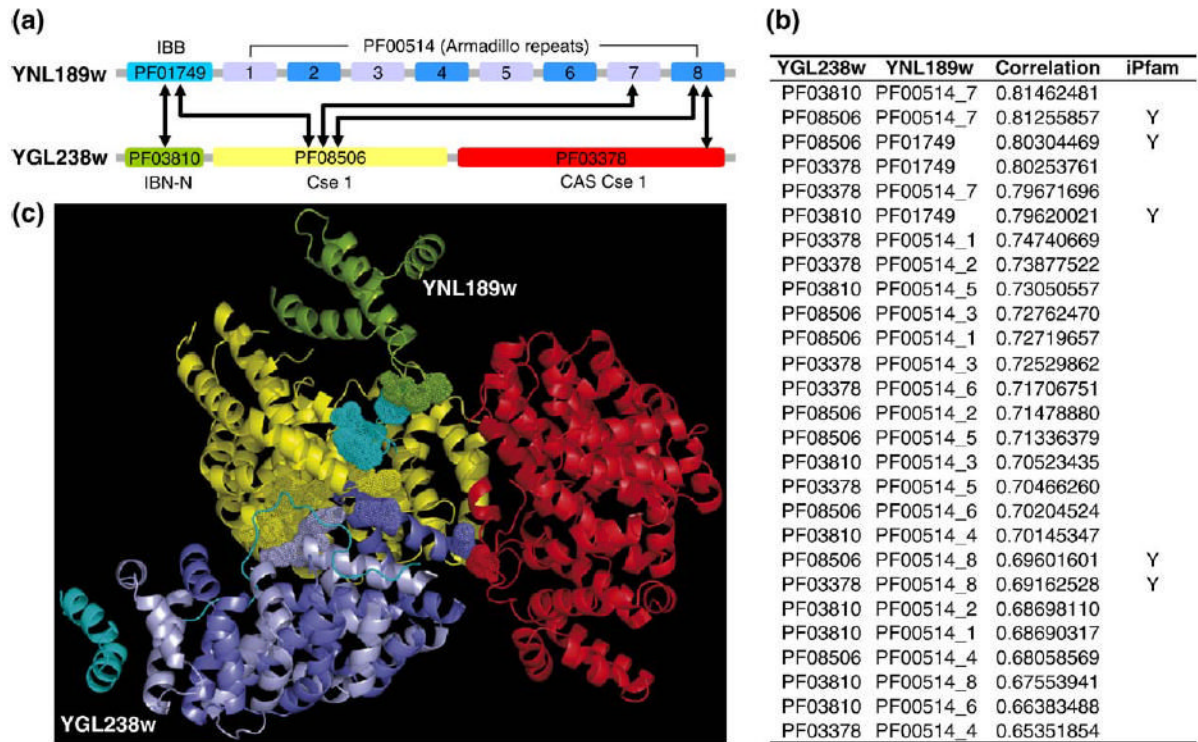 (a)
IBB
PF00514 (Armadillo repeats)
YNL189w PF01749 1 2 3 4 5 6 7 8
YGL238w PF03810 PF08506 PF03378
IBN-N Cse 1 CAS Cse 1
(c)
YNL189w
YGL238w
(b)
YGL238w YNL189w Correlation iPfam
PF03810 PF00514_7 0.81462481
PF08506 PF00514_7 0.81255857 Y
PF08506 PF01749 0.80304469 Y
PF03378 PF01749 0.80253761
PF03378 PF00514_7 0.79671696
PF03810 PF01749 0.79620021 Y
PF03378 PF00514_1 0.74740669
PF03378 PF00514_2 0.73877522
PF03810 PF00514_5 0.73050557
PF08506 PF00514_3 0.72762470
PF08506 PF00514_1 0.72719657
PF03378 PF00514_3 0.72529862
PF03378 PF00514_6 0.71706751
PF08506 PF00514_2 0.71478880
PF08506 PF00514_5 0.71336379
PF03810 PF00514_3 0.70523435
PF03378 PF00514_5 0.70466260
PF08506 PF00514_6 0.70204524
PF03810 PF00514_4 0.70145347
PF08506 PF00514_8 0.69601601 Y
PF03378 PF00514_8 0.69162528 Y
PF03810 PF00514_2 0.68698110
PF03810 PF00514_1 0.68690317
PF08506 PF00514_4 0.68058569
PF03810 PF00514_8 0.67553941
PF03810 PF00514_6 0.66383488
PF03378 PF00514_4 0.65351854